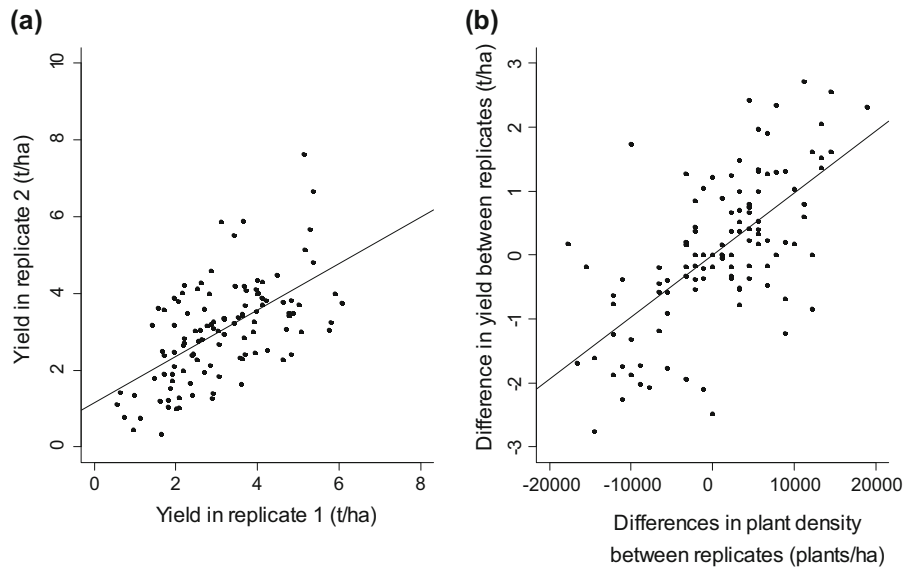 (a)
10
8
6
4
2
0
Yield in replicate 2 (t/ha)
0 2 4 6 8
Yield in replicate 1 (t/ha)
(b)
3
2
1
0
-1
-2
-3
Difference in yield between replicates (t/ha)
-20000 -10000 0 10000 20000
Differences in plant density
between replicates (plants/ha)